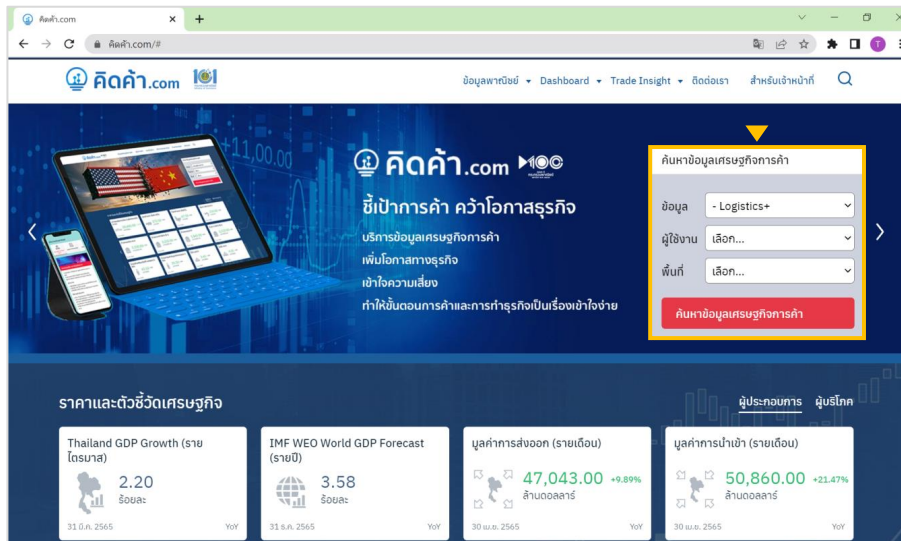 คิดค้า.com
คิดค้า.com/#
T
คิดค้า.com
ข้อมูลพาณิชย์ Dashboard Trade Insight ติดต่อเรา สำหรับเจ้าหน้าที่
+11,00.00
คิดค้า.com MOC
ชี้เป้าการค้า คว้าโอกาสธุรกิจ
บริการข้อมูลเศรษฐกิจการค้า
เพิ่มโอกาสทางธุรกิจ
เข้าใจความเสี่ยง
ทำให้ขั้นตอนการค้าและการทำธุรกิจเป็นเรื่องเข้าใจง่าย
ค้นหาข้อมูลเศรษฐกิจการค้า
ข้อมูล - Logistics+
ผู้ใช้งาน เลือก...
พื้นที่ เลือก...
ค้นหาข้อมูลเศรษฐกิจการค้า
ราคาและตัวชี้วัดเศรษฐกิจ
ผู้ประกอบการ ผู้บริโภค
Thailand GDP Growth (ราย
ไตรมาส)
2.20
ร้อยละ
31 มี.ค. 2565 YoY
IMF WEO World GDP Forecast
(รายปี)
3.58
ร้อยละ
31 ธ.ค. 2565 YoY
มูลค่าการส่งออก (รายเดือน)
47,043.00 +9.89%
ล้านดอลลาร์
30 เม.ย. 2565 YoY
มูลค่าการนำเข้า (รายเดือน)
50,860.00 +21.47%
ล้านดอลลาร์
30 เม.ย. 2565 YoY